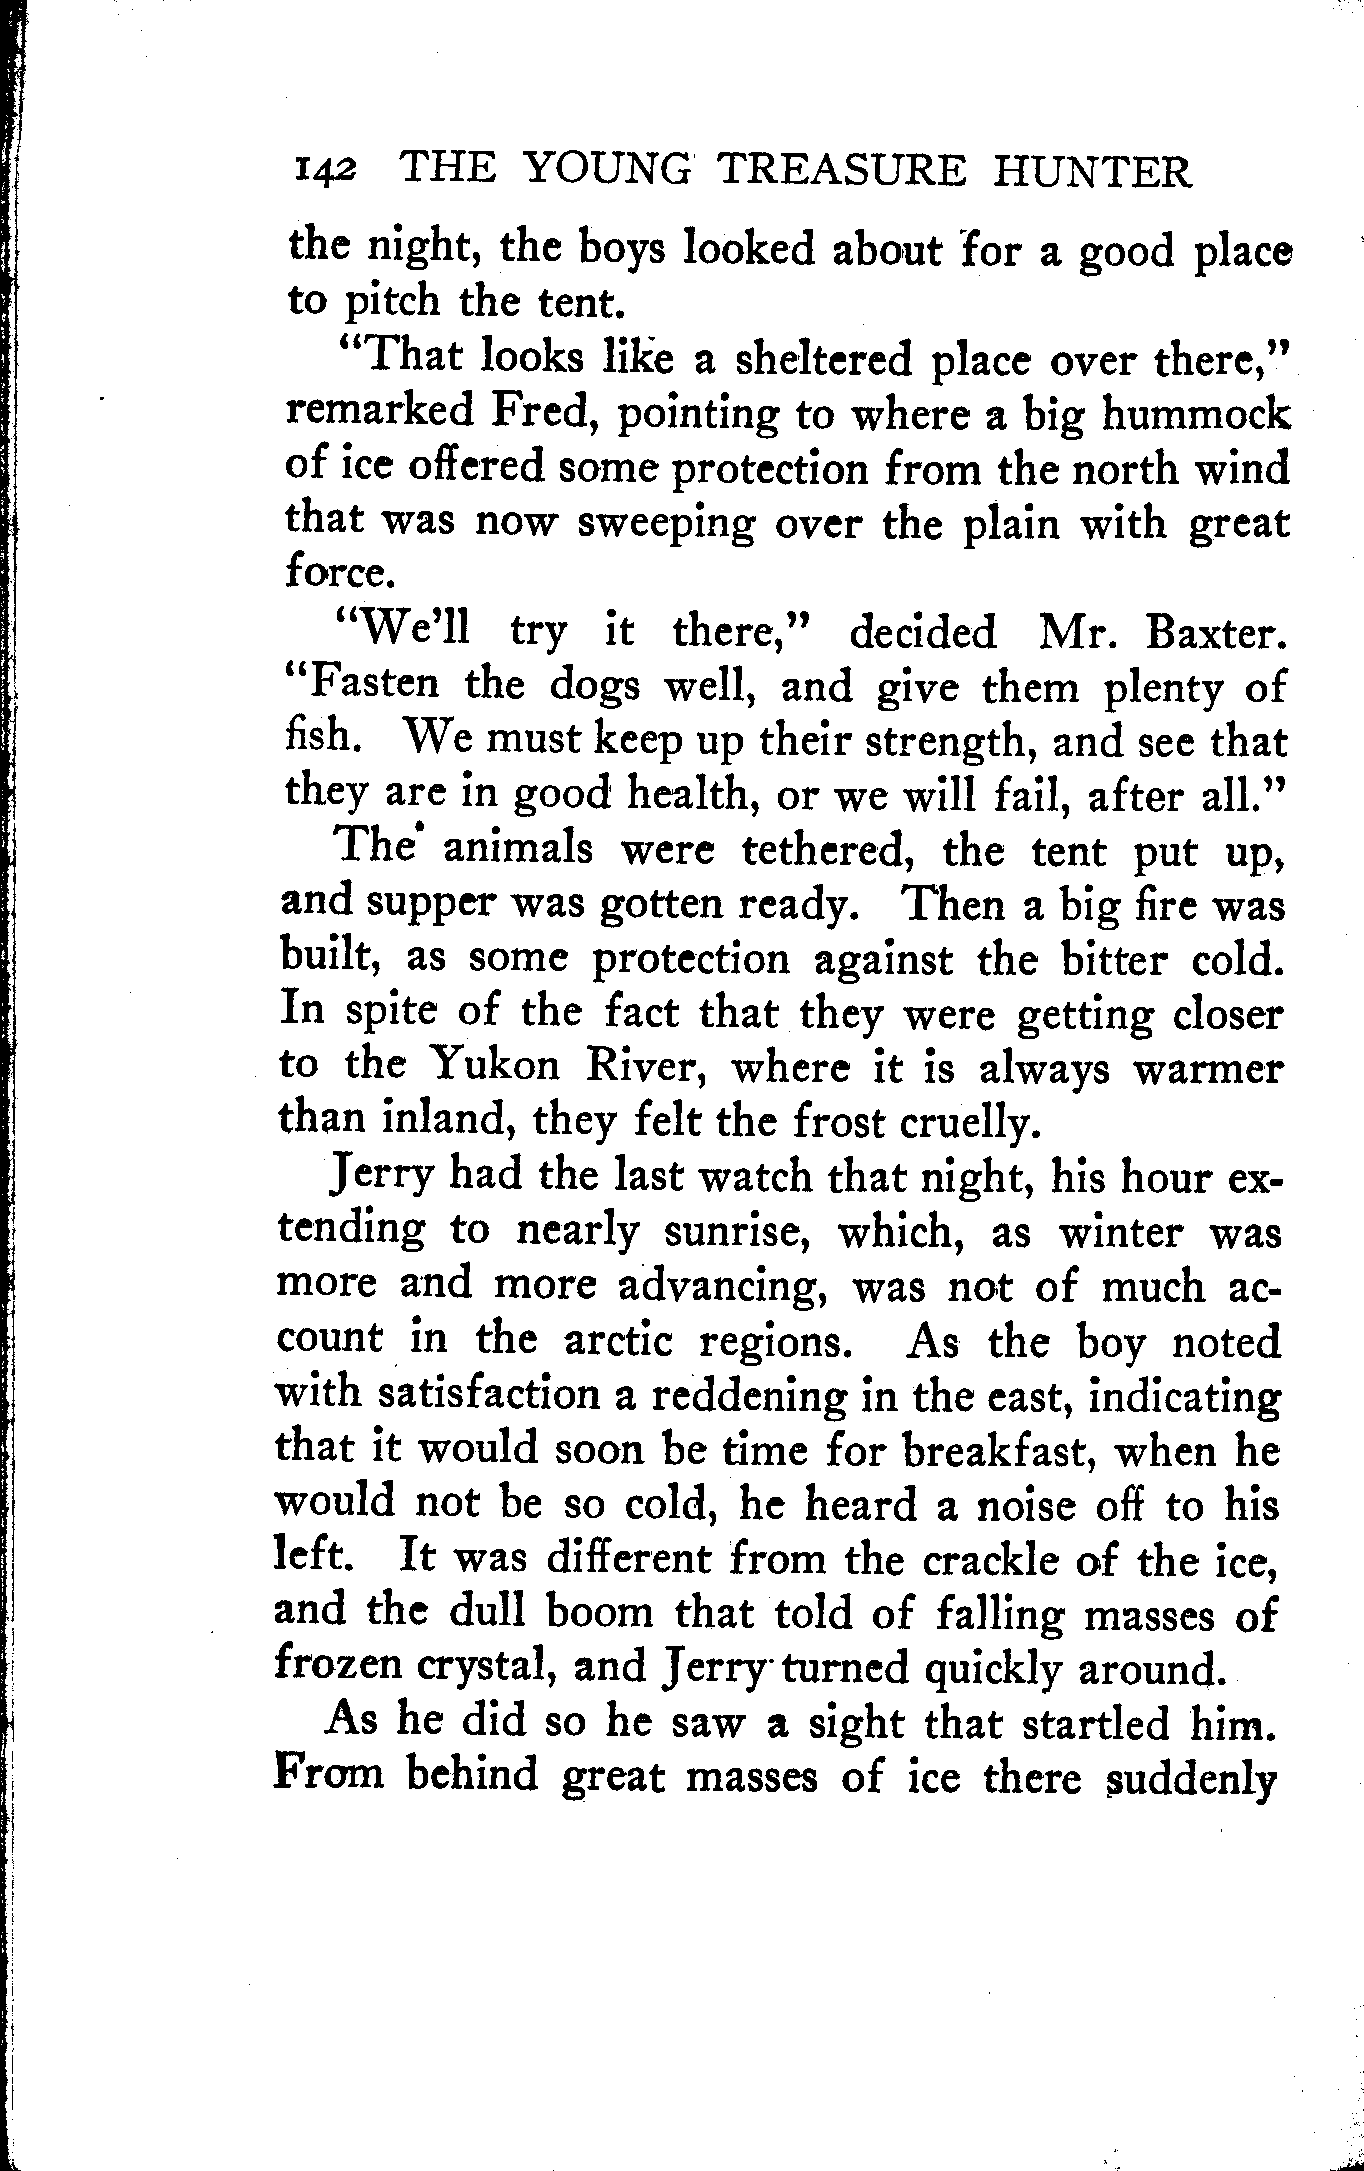 142 THE YOUNG TREASURE HUNTER
the night, the boys looked about for a good place
to pitch the tent.
“That looks like a sheltered place over there,”
remarked Fred, pointing to where a big hummock
of ice offered some protection from the north wind
that was now sweeping over the plain with great
force.
“We’ll try it there,” decided Mr. Baxter.
“Fasten the dogs well, and give them plenty of
fish. We must keep up their strength, and see that
they are in good health, or we will fail, after all.”
The animals were tethered, the tent put up,
and supper was gotten ready. Then a big fire was
built, as some protection against the bitter cold.
In spite of the fact that they were getting closer
to the Yukon River, where it is always warmer
than inland, they felt the frost cruelly.
Jerry had the last watch that night, his hour ex-
tending to nearly sunrise, which, as winter was
more and more advancing, was not of much ac-
count in the arctic regions. As the boy noted
with satisfaction a reddening in the east, indicating
that it would soon be time for breakfast, when he
would not be so cold, he heard a noise off to his
left. It was different from the crackle of the ice,
and the dull boom that told of falling masses of
frozen crystal, and Jerry turned quickly around.
As he did so he saw a sight that startled him.
From behind great masses of ice there suddenly